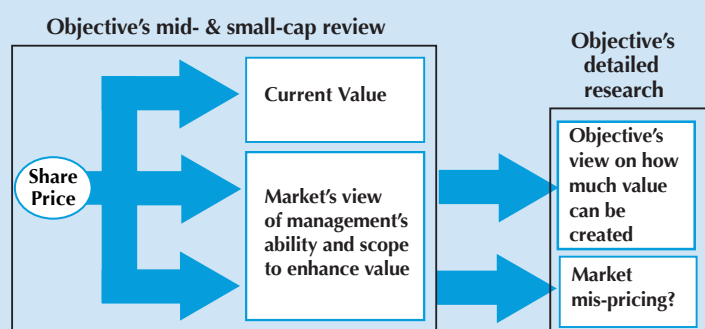 Objective's mid- & small-cap review
Share
Price
Current Value
Market's view
of management's
ability and scope
to enhance value
Objective's
detailed
research
Objective's
view on how
much value
can be
created
Market
mis-pricing?